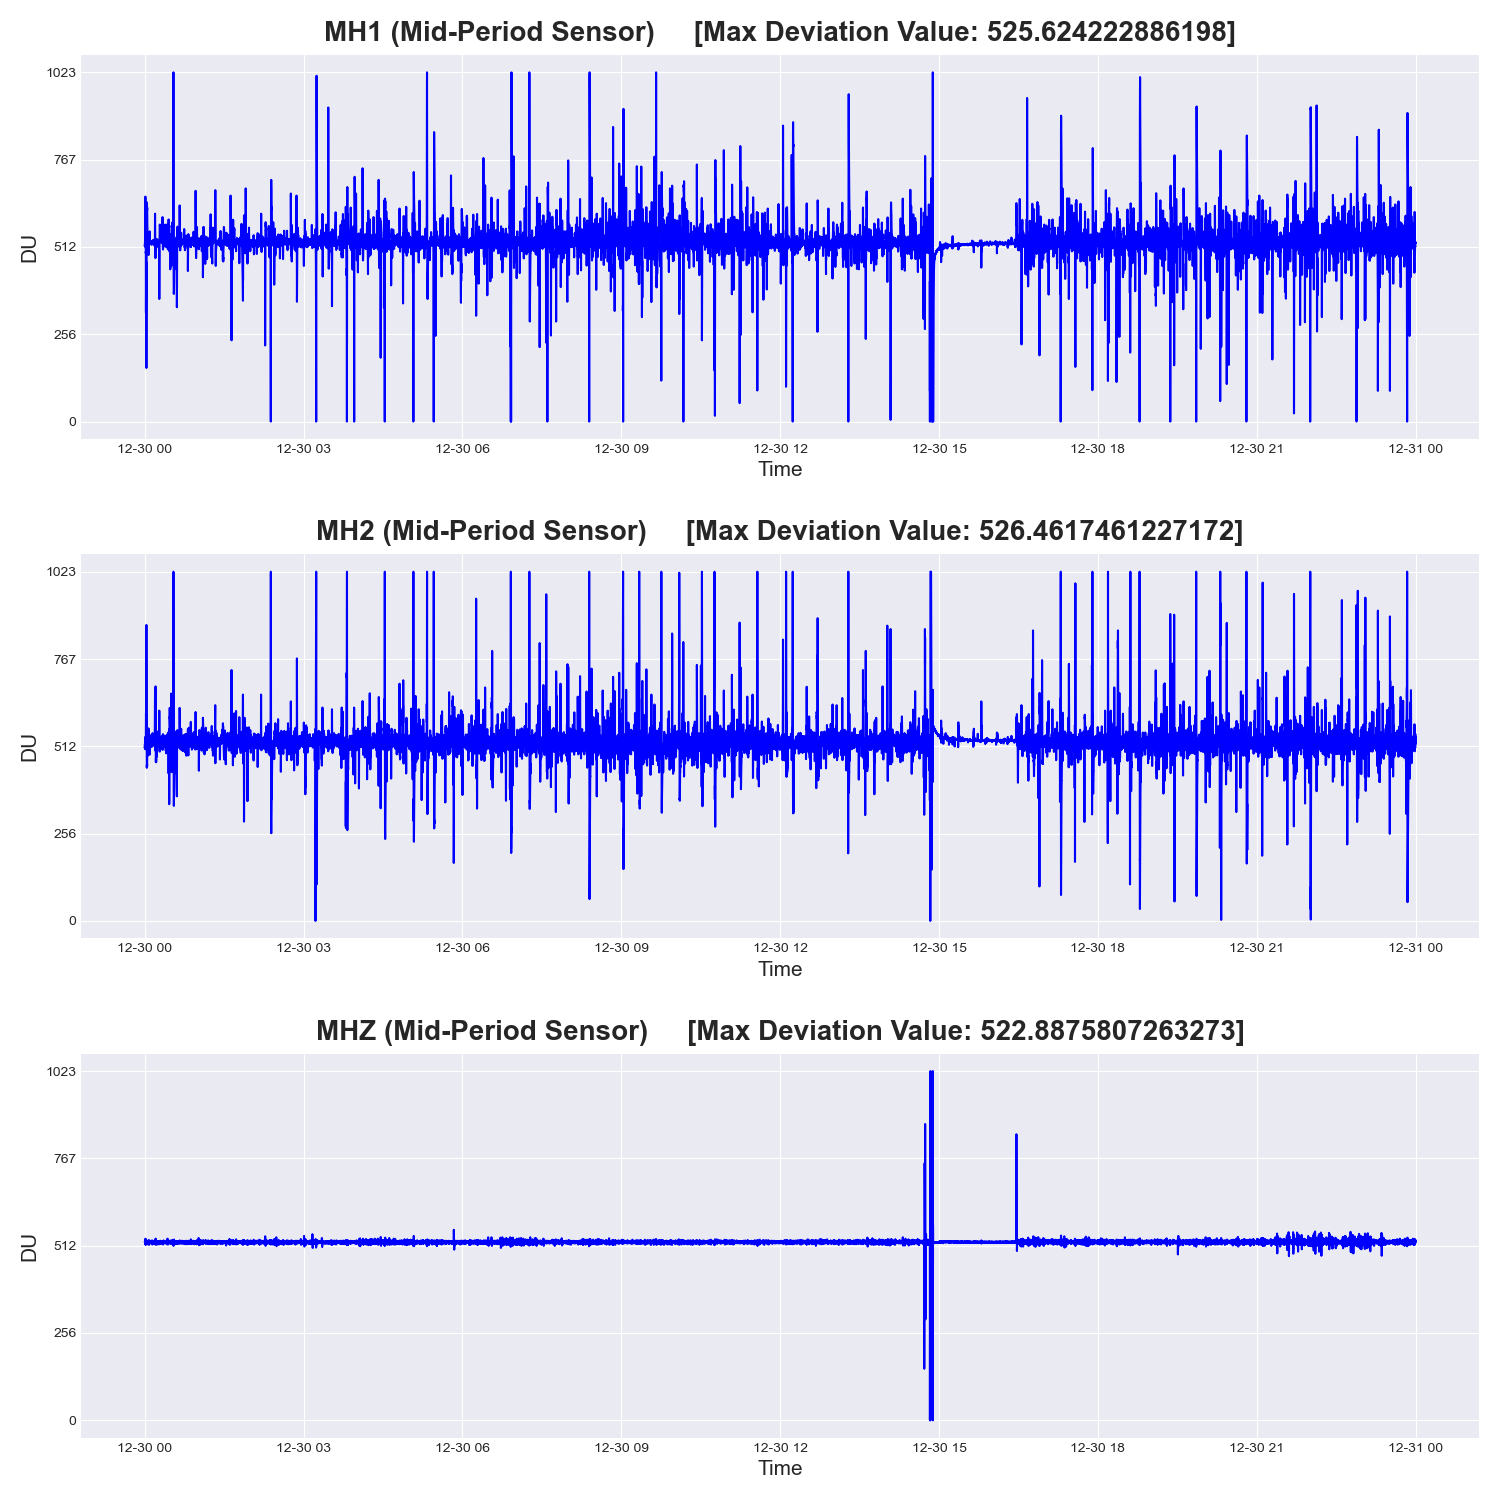 MH1 (Mid-Period Sensor) [Max Deviation Value: 525.624222886198]
1023
767
512
256
0
DU
12-30 00 12-30 03 12-30 06 12-30 09 12-30 12 12-30 15 12-30 18 12-30 21 12-31 00
Time
MH2 (Mid-Period Sensor) [Max Deviation Value: 526.4617461227172]
1023
767
512
256
0
DU
12-30 00 12-30 03 12-30 06 12-30 09 12-30 12 12-30 15 12-30 18 12-30 21 12-31 00
Time
MHZ (Mid-Period Sensor) [Max Deviation Value: 522.8875807263273]
1023
767
512
256
0
DU
12-30 00 12-30 03 12-30 06 12-30 09 12-30 12 12-30 15 12-30 18 12-30 21 12-31 00
Time